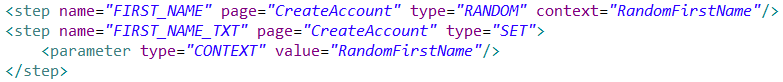 <step name="FIRST_NAME" page="CreateAccount" type="RANDOM" context="RandomFirstName"/>
<step name="FIRST_NAME_TXT" page="CreateAccount" type="SET">
    <parameter type="CONTEXT" value="RandomFirstName"/>
</step>